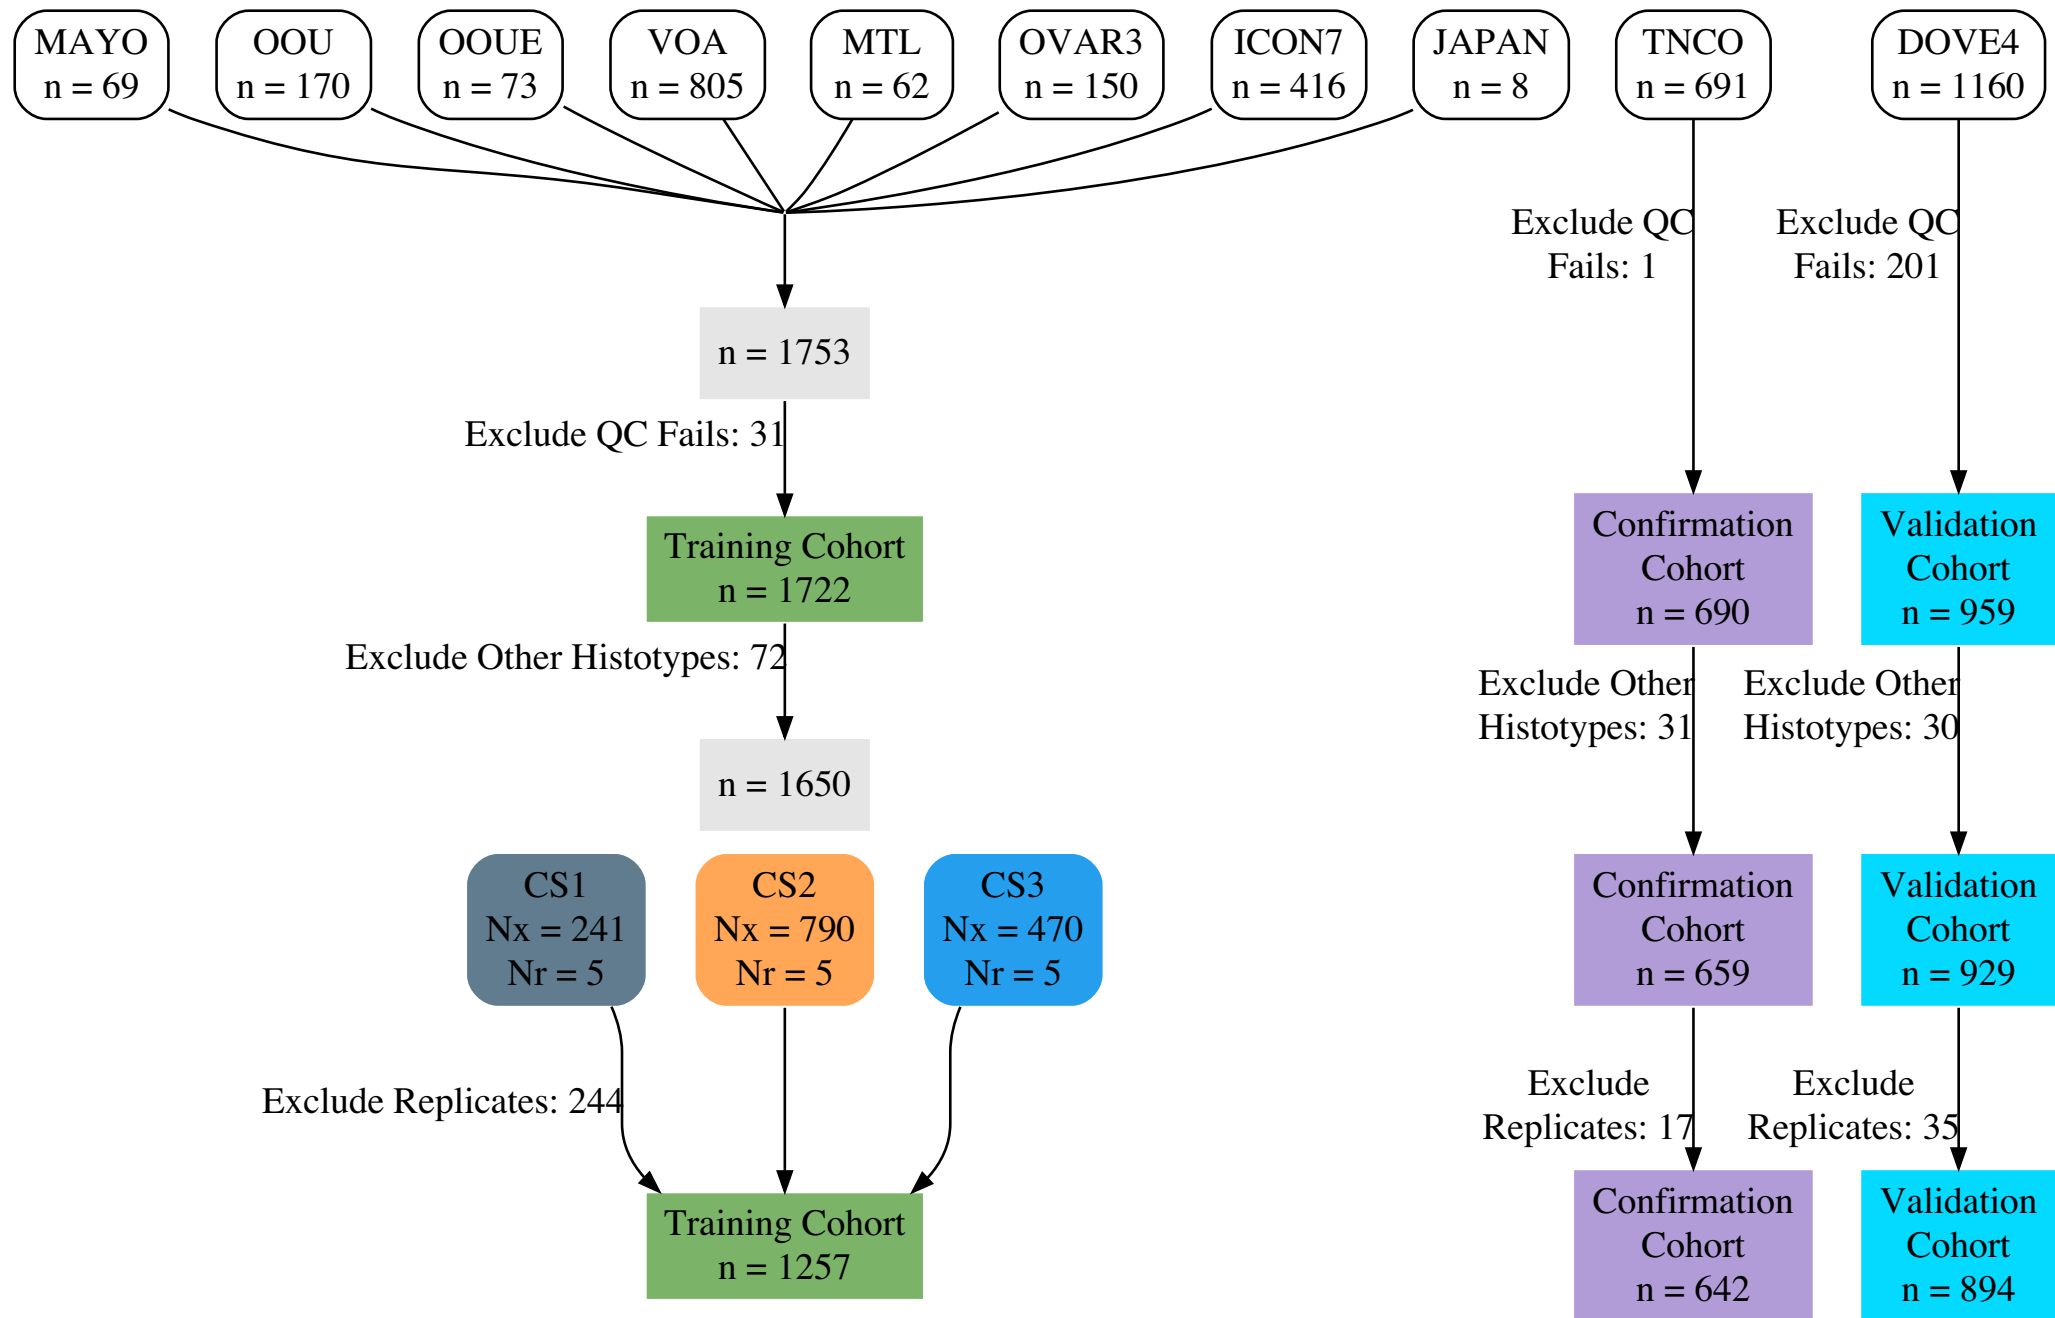 MAYO
n = 69
OOU
n = 170
OOUE
n = 73
VOA
n = 805
MTL
n = 62
OVAR3
n = 150
ICON7
n = 416
JAPAN
n = 8
TNCO
n = 691
DOVE4
n = 1160
Exclude QC
Fails: 1
Exclude QC
Fails: 201
n = 1753
Exclude QC Fails: 31
Training Cohort
n = 1722
Confirmation
Cohort
n = 690
Validation
Cohort
n = 959
Exclude Other Histotypes: 72
Exclude Other
Histotypes: 31
Exclude Other
Histotypes: 30
n = 1650
CS1
Nx = 241
Nr = 5
CS2
Nx = 790
Nr = 5
CS3
Nx = 470
Nr = 5
Confirmation
Cohort
n = 659
Validation
Cohort
n = 929
Exclude Replicates: 244
Exclude
Replicates: 17
Exclude
Replicates: 35
Training Cohort
n = 1257
Confirmation
Cohort
n = 642
Validation
Cohort
n = 894